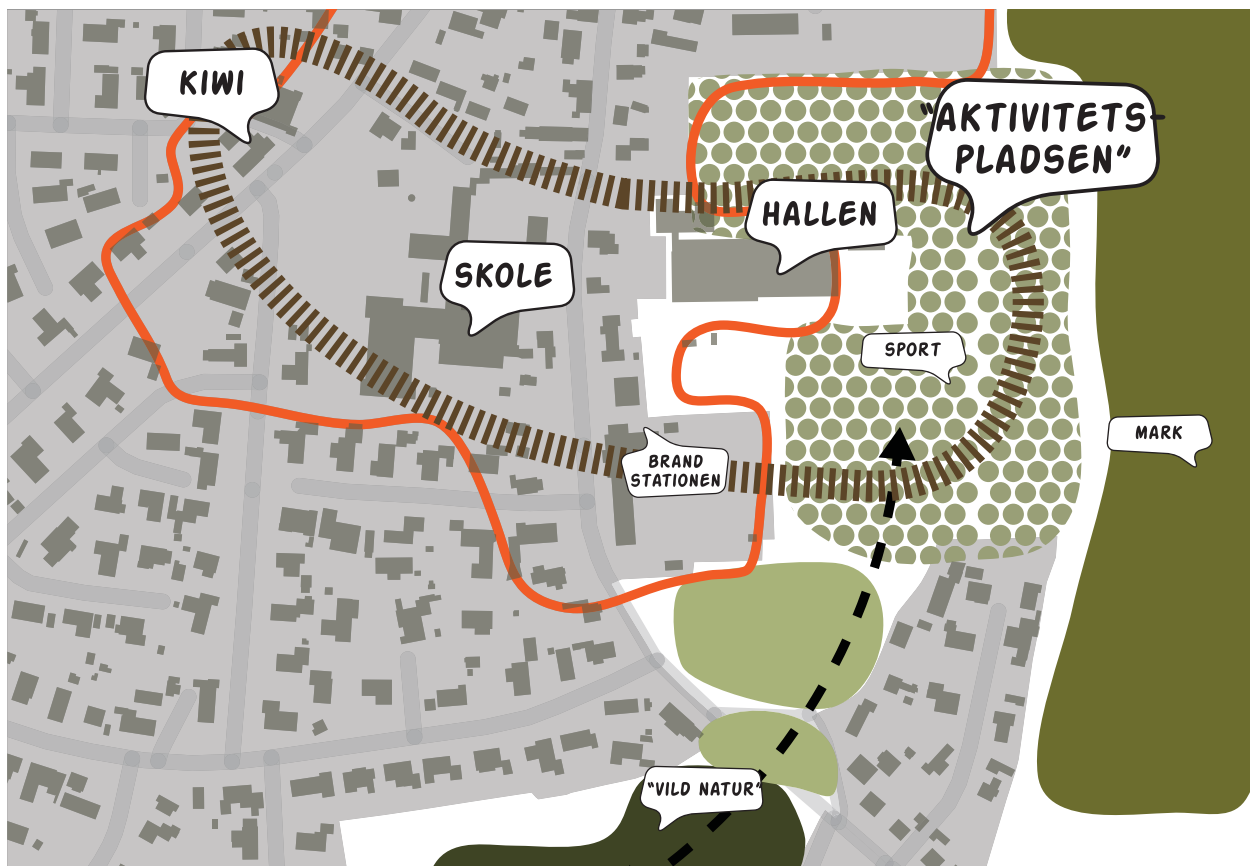 KIWI
"AKTIVITETS-
PLADSEN"
HALLEN
SKOLE
SPORT
MARK
BRAND
STATIONEN
"VILD NATUR"